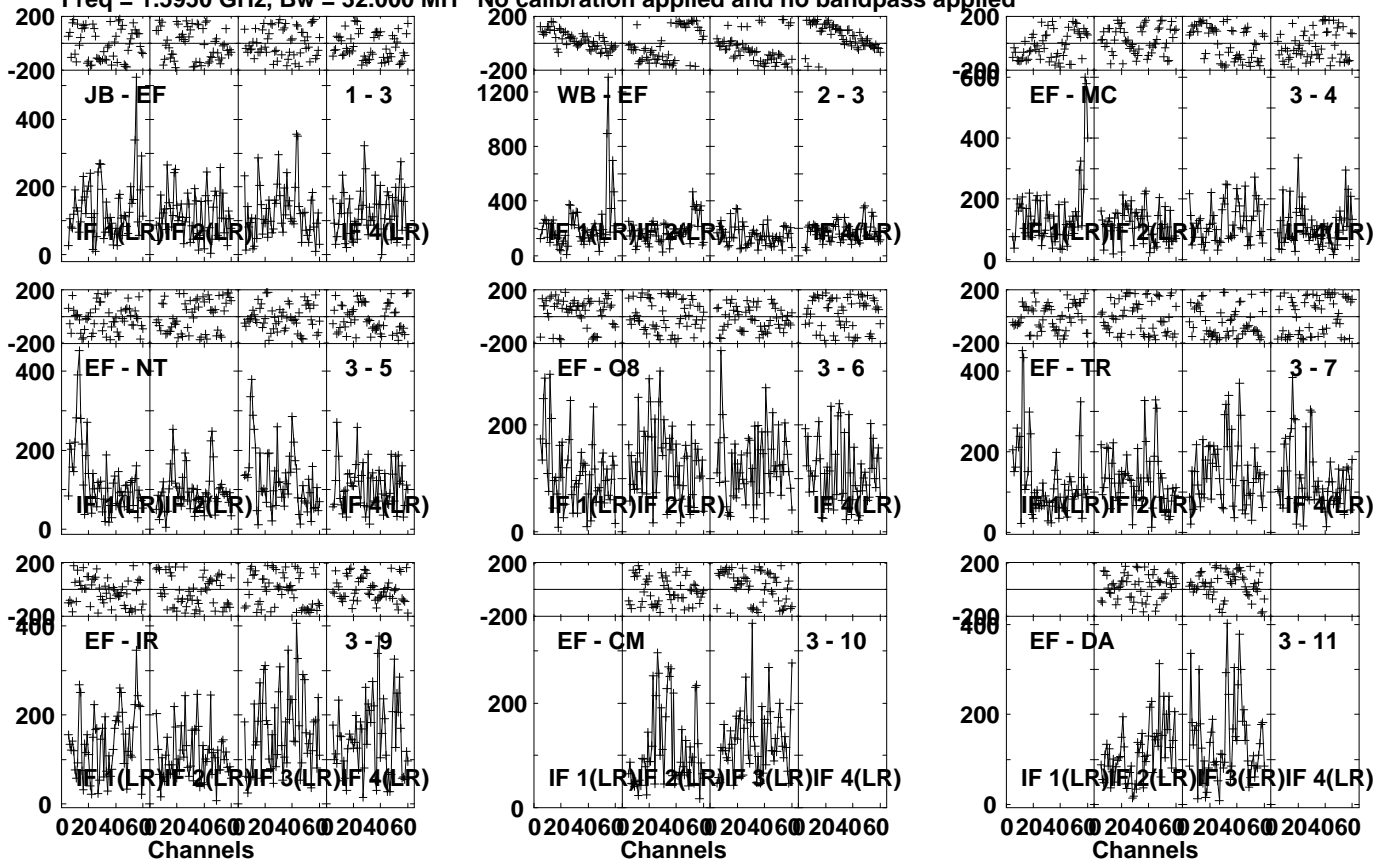 Freq = 1.5950 GHz, Bw = 32.000 MH No calibration applied and no bandpass applied
200
-200
JB - EF 1 - 3
400
200
0
IF 1(LR) IF 2(LR) IF 4(LR)
200
-200
WB - EF 2 - 3
1200
800
400
0
IF 1(LR) IF 2(LR) IF 4(LR)
200
-200
EF - MC 3 - 4
600
400
200
0
IF 1(LR) IF 2(LR) IF 4(LR)
200
-200
EF - NT 3 - 5
400
200
0
IF 1(LR) IF 2(LR) IF 4(LR)
200
-200
EF - O8 3 - 6
200
0
IF 1(LR) IF 2(LR) IF 4(LR)
200
-200
EF - TR 3 - 7
400
200
0
IF 1(LR) IF 2(LR) IF 4(LR)
200
-200
EF - IR 3 - 9
400
200
0
IF 1(LR) IF 2(LR) IF 3(LR) IF 4(LR)
0 20 40 60 0 20 40 60 0 20 40 60 0 20 40 60
Channels
200
-200
EF - CM 3 - 10
200
0
IF 1(LR) IF 2(LR) IF 3(LR) IF 4(LR)
0 20 40 60 0 20 40 60 0 20 40 60 0 20 40 60
Channels
200
-200
EF - DA 3 - 11
400
200
0
IF 1(LR) IF 2(LR) IF 3(LR) IF 4(LR)
0 20 40 60 0 20 40 60 0 20 40 60 0 20 40 60
Channels